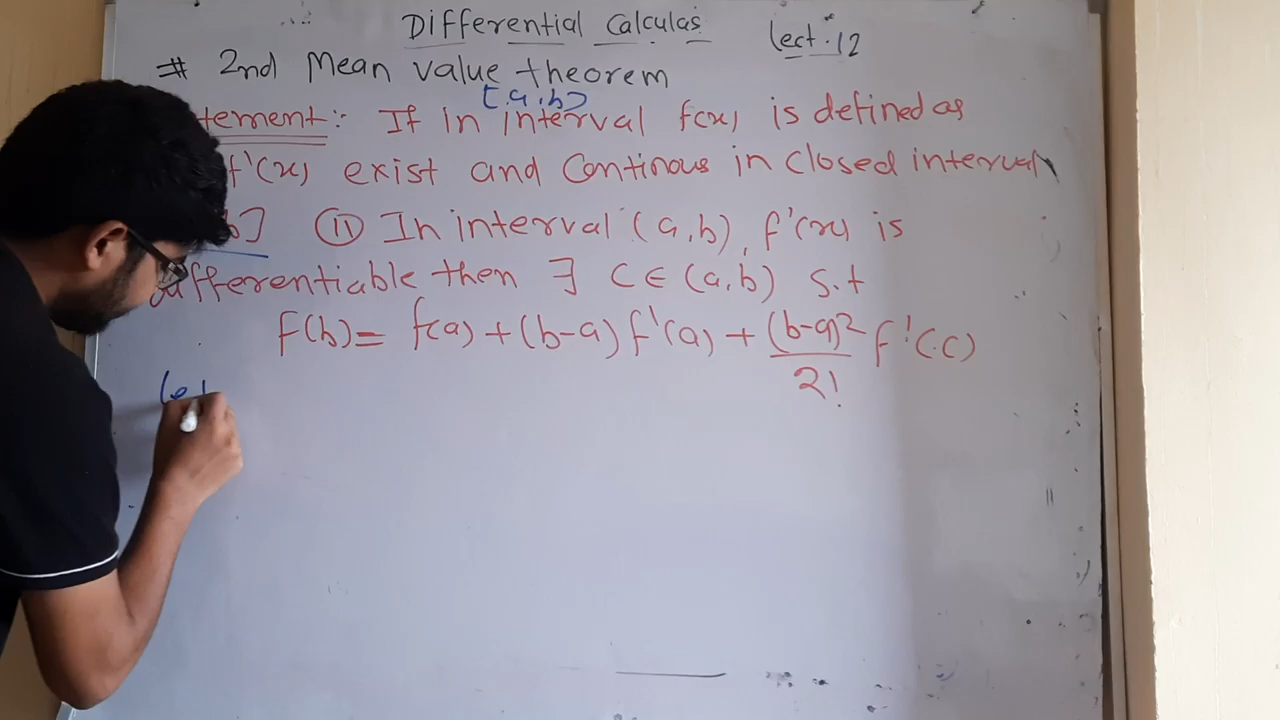 Differential Calculas Lect. 12
# 2nd Mean value theorem
[a,b]
tement: If in interval f(x) is defined as
f'(x) exist and Continous in closed interval
b] (ii) In interval (a,b), f'(x) is
differentiable then ∃ C∈(a,b) s.t
f(b)= f(a)+(b-a)f'(a)+(b-a)²/2! f'(c)
let